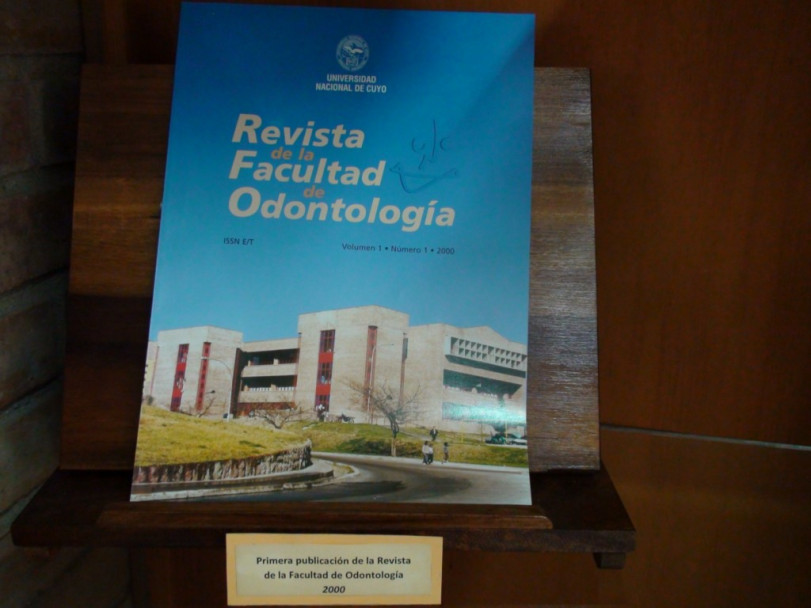 UNIVERSIDAD
NACIONAL DE CUYO
Revista
de la
Facultad
de
Odontología
ISSN E/T
Volumen 1 • Número 1 • 2000
Primera publicación de la Revista
de la Facultad de Odontología
2000